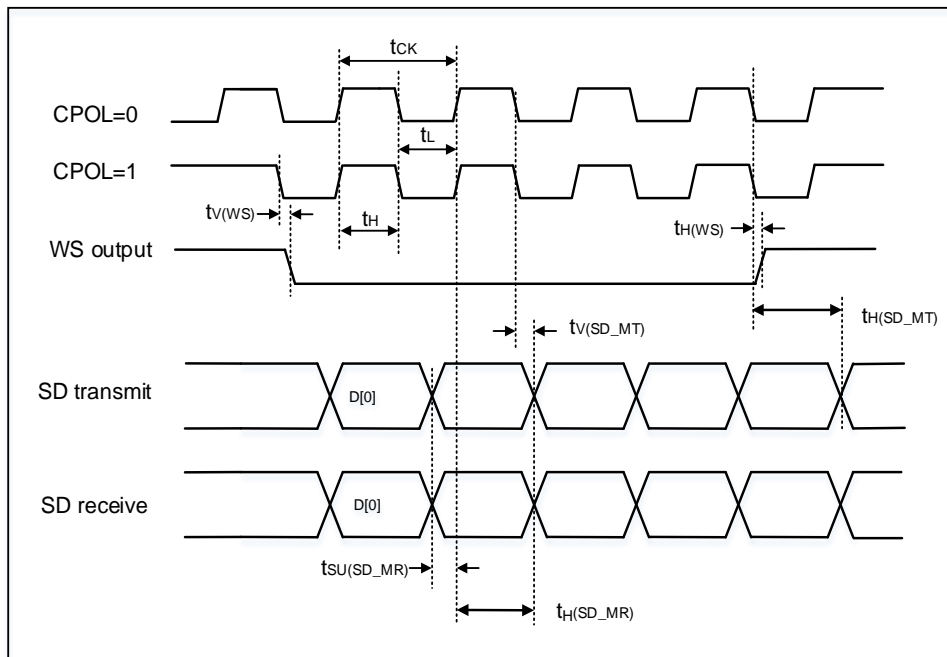 tCK
CPOL=0
tL
CPOL=1
tV(WS)
tH
tH(WS)
WS output
tH(SD_MT)
tV(SD_MT)
SD transmit
D[0]
SD receive
D[0]
tSU(SD_MR)
tH(SD_MR)